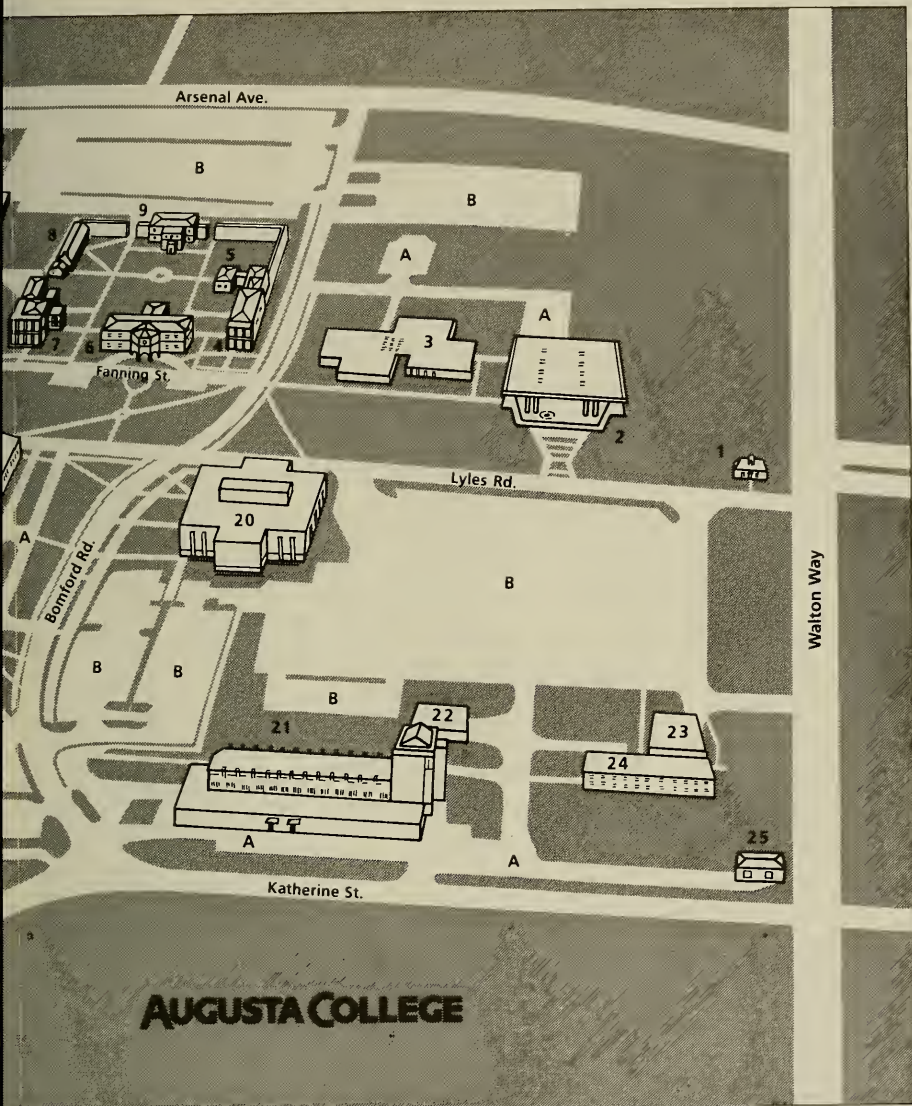 Arsenal Ave.
B
B
9
8
5
A
A
3
7
6
4
Fanning St.
2
1
Lyles Rd.
20
A
Bomford Rd.
B
Walton Way
B
B
B
22
21
23
24
25
A
A
Katherine St.
AUGUSTA COLLEGE